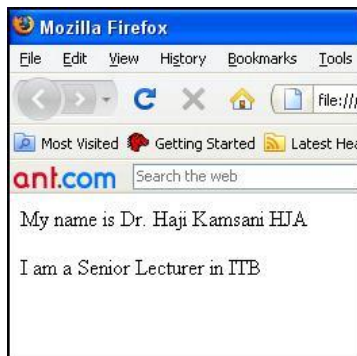 Mozilla Firefox
File Edit View History Bookmarks Tools
file://
Most Visited Getting Started Latest Hea
ant.com Search the web
My name is Dr. Haji Kamsani HJA
I am a Senior Lecturer in ITB